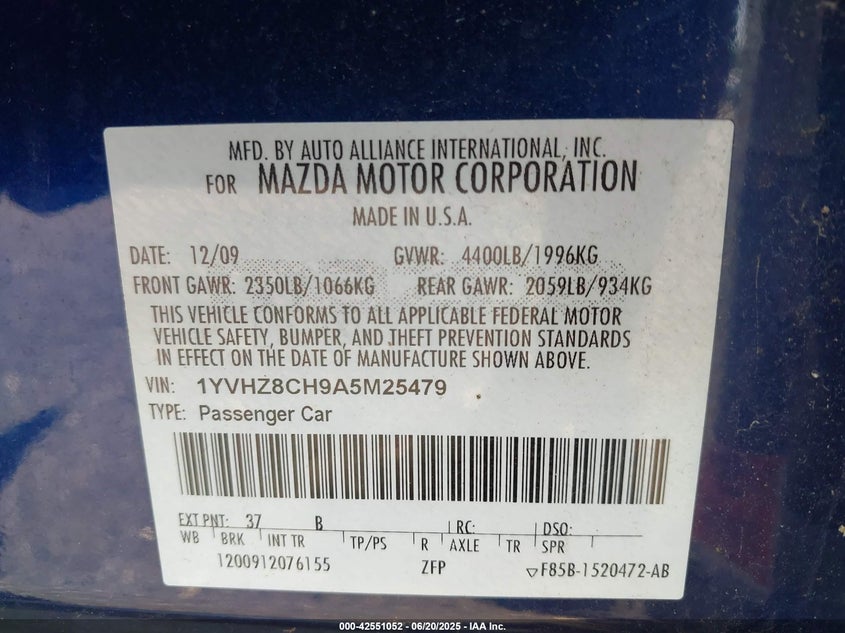 MFD. BY AUTO ALLIANCE INTERNATIONAL, INC.
FOR MAZDA MOTOR CORPORATION
MADE IN U.S.A.
DATE: 12/09 GVWR: 4400LB/1996KG
FRONT GAWR: 2350LB/1066KG REAR GAWR: 2059LB/934KG
THIS VEHICLE CONFORMS TO ALL APPLICABLE FEDERAL MOTOR
VEHICLE SAFETY, BUMPER, AND THEFT PREVENTION STANDARDS
IN EFFECT ON THE DATE OF MANUFACTURE SHOWN ABOVE.
VIN: 1YVHZ8CH9A5M25479
TYPE: Passenger Car
EXT PNT: 37 B RC: DSO:
WB BRK INT TR TP/PS R AXLE TR SPR
1200912076155 ZFP F85B-1520472-AB
000-42551052 - 06/20/2025 - IAA Inc.